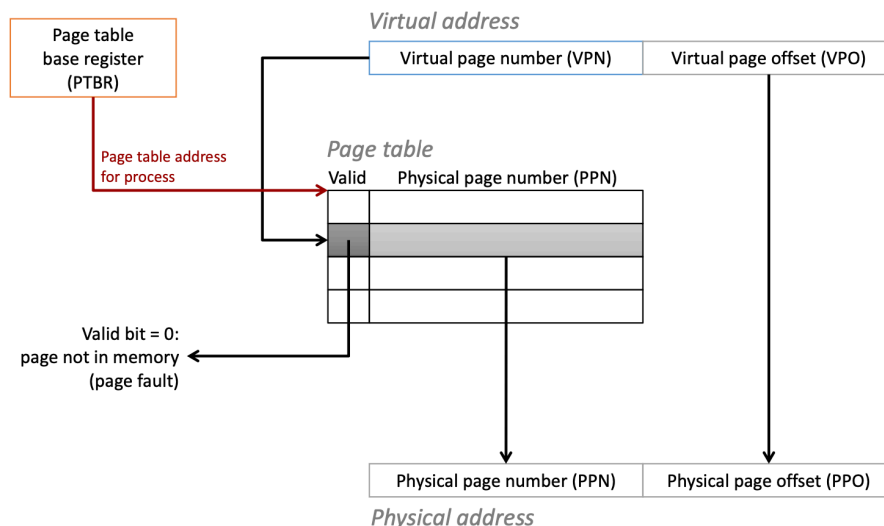 Virtual address
Page table
base register
(PTBR)
Virtual page number (VPN)
Virtual page offset (VPO)
Page table
Page table address
for process
Valid
Physical page number (PPN)
Valid bit = 0:
page not in memory
(page fault)
Physical page number (PPN)
Physical page offset (PPO)
Physical address